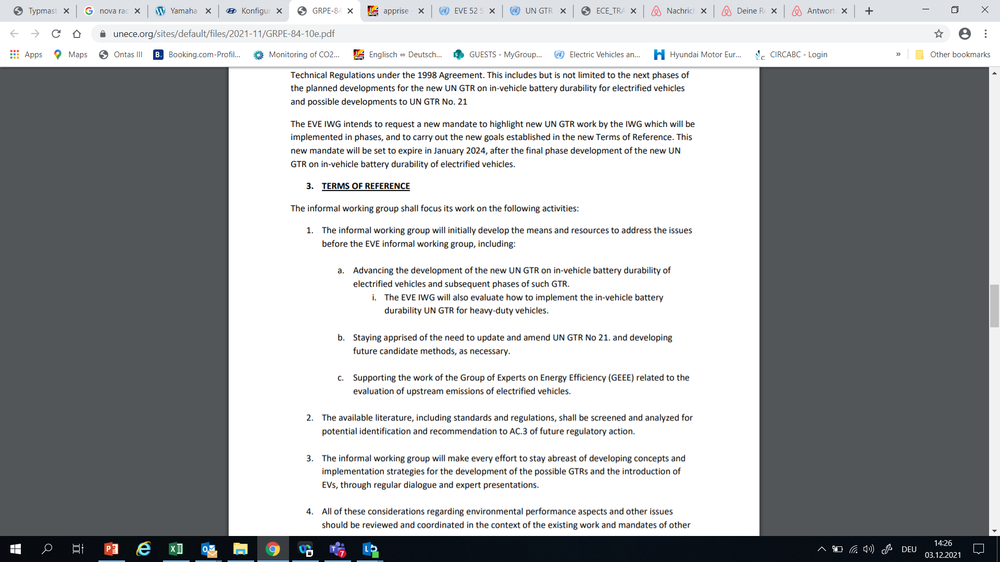 Typmast
nova rac
Yamaha
Konfigur
GRPE-84
apprise
EVE 52 S
UN GTR
ECE_TRA
Nachrich
Deine R
Antwort
unece.org/sites/default/files/2021-11/GRPE-84-10e.pdf
Apps
Maps
Ontas III
B.
Booking.com-Profil...
Monitoring of CO2...
Englisch ⇔ Deutsch...
GUESTS - MyGroup...
Electric Vehicles an...
Hyundai Motor Eur...
CIRCABC - Login
»
Other bookmarks
Technical Regulations under the 1998 Agreement. This includes but is not limited to the next phases of
the planned developments for the new UN GTR on in-vehicle battery durability for electrified vehicles
and possible developments to UN GTR No. 21
The EVE IWG intends to request a new mandate to highlight new UN GTR work by the IWG which will be
implemented in phases, and to carry out the new goals established in the new Terms of Reference. This
new mandate will be set to expire in January 2024, after the final phase development of the new UN
GTR on in-vehicle battery durability of electrified vehicles.
3. TERMS OF REFERENCE
The informal working group shall focus its work on the following activities:
1. The informal working group will initially develop the means and resources to address the issues
before the EVE informal working group, including:
a. Advancing the development of the new UN GTR on in-vehicle battery durability of
electrified vehicles and subsequent phases of such GTR.
i. The EVE IWG will also evaluate how to implement the in-vehicle battery
durability UN GTR for heavy-duty vehicles.
b. Staying apprised of the need to update and amend UN GTR No 21. and developing
future candidate methods, as necessary.
c. Supporting the work of the Group of Experts on Energy Efficiency (GEEE) related to the
evaluation of upstream emissions of electrified vehicles.
2. The available literature, including standards and regulations, shall be screened and analyzed for
potential identification and recommendation to AC.3 of future regulatory action.
3. The informal working group will make every effort to stay abreast of developing concepts and
implementation strategies for the development of the possible GTRs and the introduction of
EVs, through regular dialogue and expert presentations.
4. All of these considerations regarding environmental performance aspects and other issues
should be reviewed and coordinated in the context of the existing work and mandates of other
7
DEU
14:26
03.12.2021